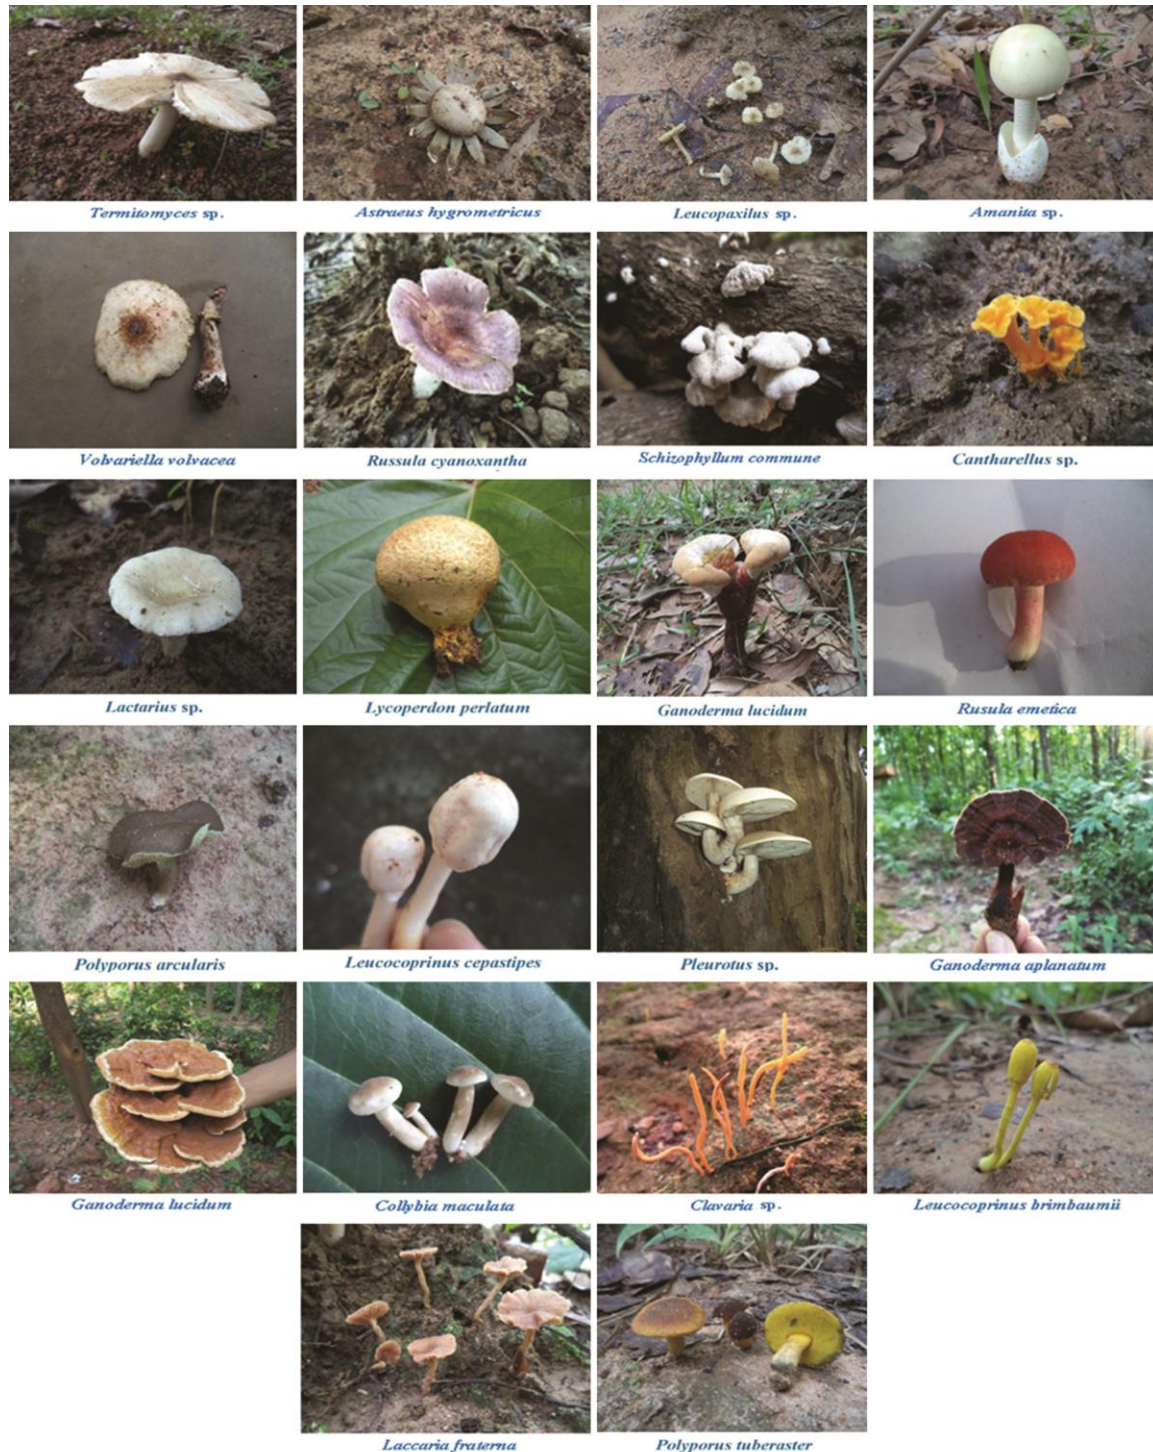 Termitomyces sp.
Astraeus hygrometricus
Leucopaxilus sp.
Amanita sp.
Volvariella volvacea
Russula cyanoxantha
Schizophyllum commune
Cantharellus sp.
Lactarius sp.
Lycoperdon perlatum
Ganoderma lucidum
Rusula emetica
Polyporus arcularis
Leucocoprinus cepastipes
Pleurotus sp.
Ganoderma aplanatum
Ganoderma lucidum
Collybia maculata
Clavaria sp.
Leucocoprinus brimbaumii
Laccaria fraterna
Polyporus tuberaster